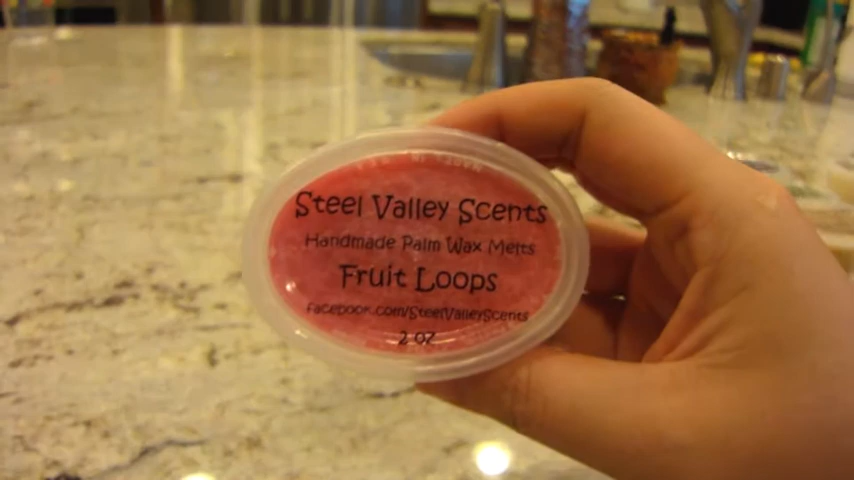 Steel Valley Scents
Handmade Palm Wax Melts
Fruit Loops
facebook.com/SteelValleyScents
2 oz